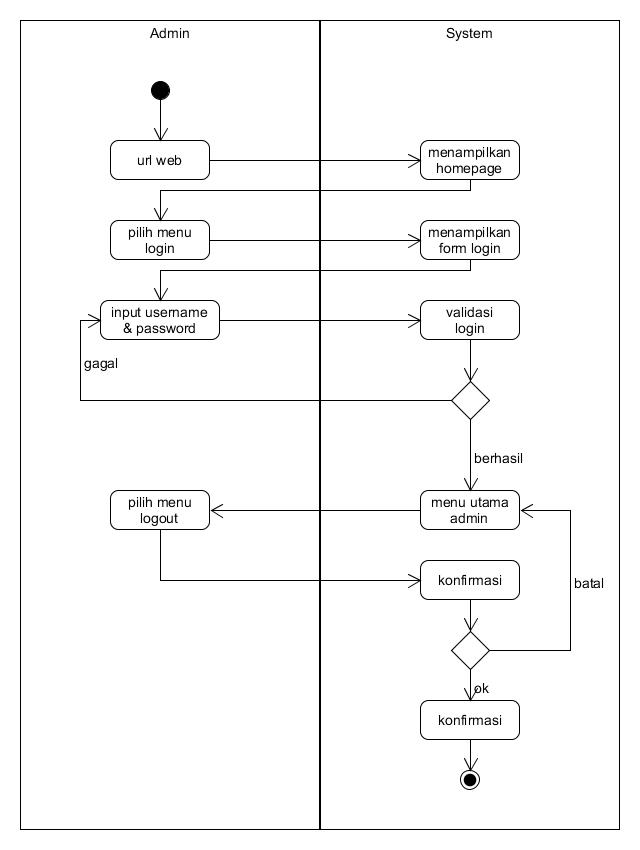 Admin
System
url web
menampilkan
homepage
pilih menu
login
menampilkan
form login
input username
& password
validasi
login
gagal
berhasil
pilih menu
logout
menu utama
admin
konfirmasi
batal
ok
konfirmasi